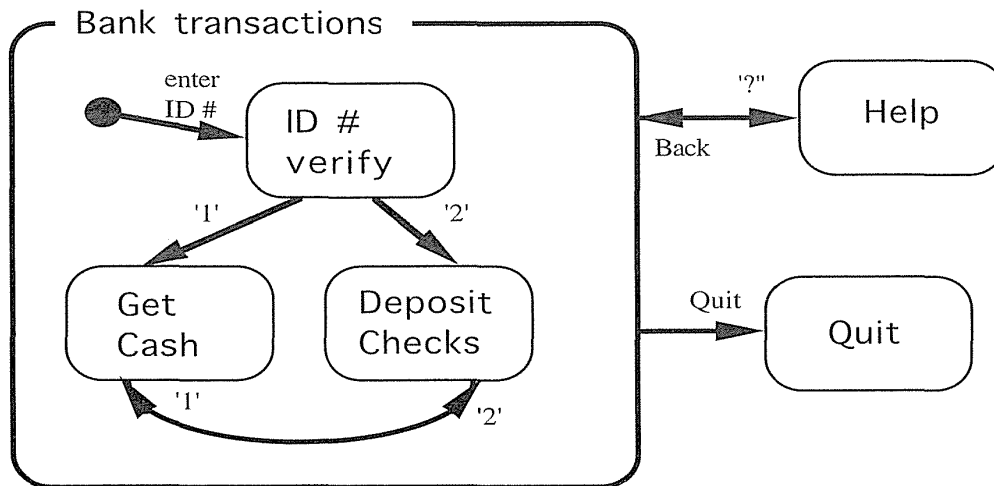 Bank transactions
enter
ID #
ID #
verify
'1'
'2'
Get
Cash
Deposit
Checks
'1'
'2'
'?"
Back
Help
Quit
Quit